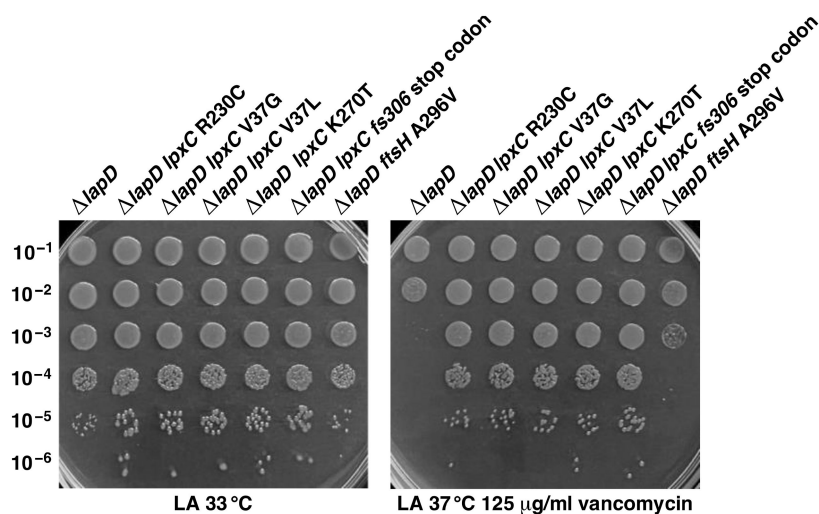 ΔlapD
ΔlapD lpxC R230C
ΔlapD lpxC V37G
ΔlapD lpxC V37L
ΔlapD lpxC K270T
ΔlapD lpxC fs306 stop codon
ΔlapD ftsH A296V
ΔlapD
ΔlapD lpxC R230C
ΔlapD lpxC V37G
ΔlapD lpxC V37L
ΔlapD lpxC K270T
ΔlapD lpxC fs306 stop codon
ΔlapD ftsH A296V
10⁻¹
10⁻²
10⁻³
10⁻⁴
10⁻⁵
10⁻⁶
LA 33 °C
LA 37 °C 125 μg/ml vancomycin